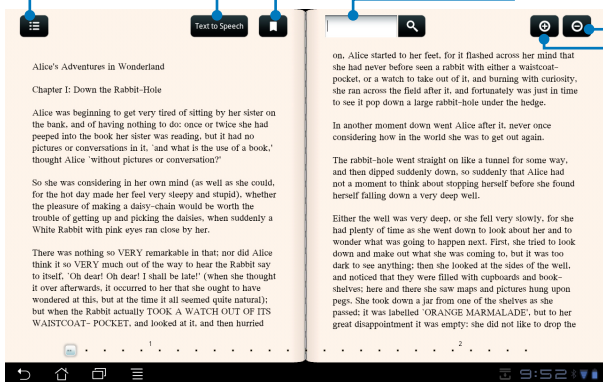 Text to Speech
Alice's Adventures in Wonderland
Chapter I: Down the Rabbit-Hole
Alice was beginning to get very tired of sitting by her sister on
the bank, and of having nothing to do: once or twice she had
peeped into the book her sister was reading, but it had no
pictures or conversations in it, `and what is the use of a book,'
thought Alice `without pictures or conversation?'
So she was considering in her own mind (as well as she could,
for the hot day made her feel very sleepy and stupid), whether
the pleasure of making a daisy-chain would be worth the
trouble of getting up and picking the daisies, when suddenly a
White Rabbit with pink eyes ran close by her.
There was nothing so VERY remarkable in that; nor did Alice
think it so VERY much out of the way to hear the Rabbit say
to itself, `Oh dear! Oh dear! I shall be late!' (when she thought
it over afterwards, it occurred to her that she ought to have
wondered at this, but at the time it all seemed quite natural);
but when the Rabbit actually TOOK A WATCH OUT OF ITS
WAISTCOAT- POCKET, and looked at it, and then hurried
1
on, Alice started to her feet, for it flashed across her mind that
she had never before seen a rabbit with either a waistcoat-
pocket, or a watch to take out of it, and burning with curiosity,
she ran across the field after it, and fortunately was just in time
to see it pop down a large rabbit-hole under the hedge.
In another moment down went Alice after it, never once
considering how in the world she was to get out again.
The rabbit-hole went straight on like a tunnel for some way,
and then dipped suddenly down, so suddenly that Alice had
not a moment to think about stopping herself before she found
herself falling down a very deep well.
Either the well was very deep, or she fell very slowly, for she
had plenty of time as she went down to look about her and to
wonder what was going to happen next. First, she tried to look
down and make out what she was coming to, but it was too
dark to see anything; then she looked at the sides of the well,
and noticed that they were filled with cupboards and book-
shelves; here and there she saw maps and pictures hung upon
pegs. She took down a jar from one of the shelves as she
passed; it was labelled `ORANGE MARMALADE', but to her
great disappointment it was empty: she did not like to drop the
2
9:52